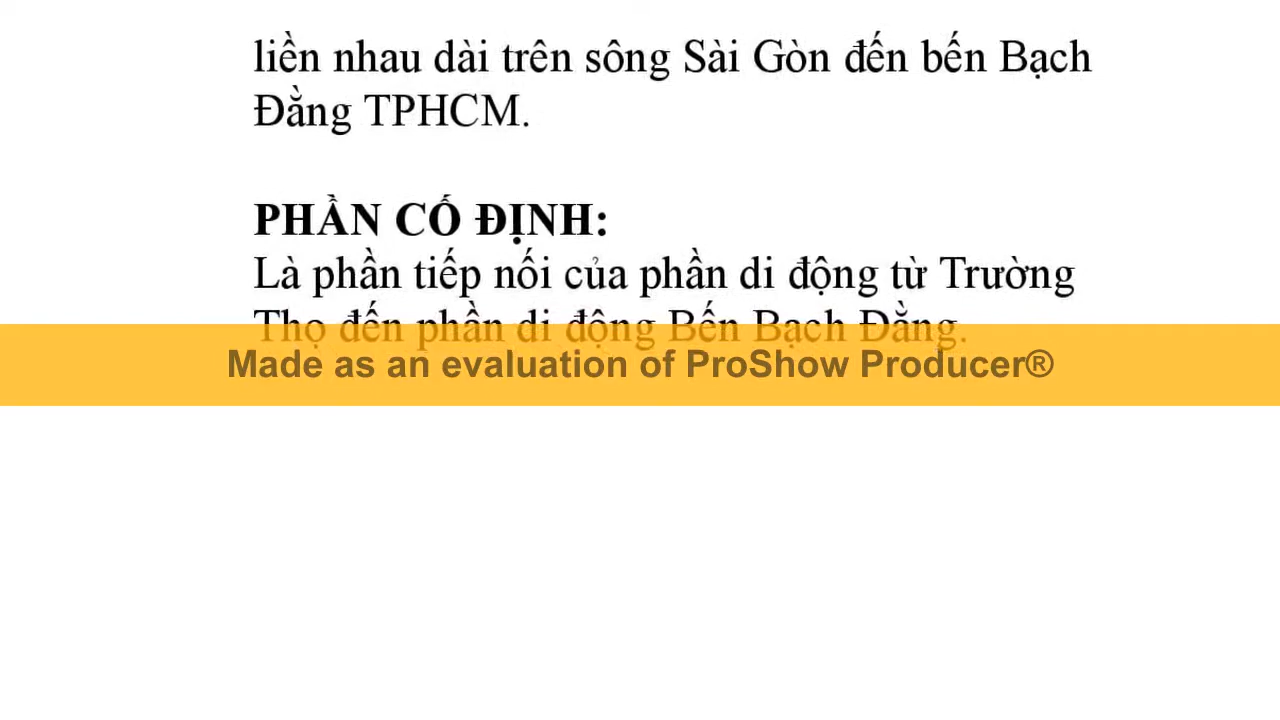 liền nhau dài trên sông Sài Gòn đến bến Bạch
Đằng TPHCM.
PHẦN CỐ ĐỊNH:
Là phần tiếp nối của phần di động từ Trường
Thọ đến phần di động Bến Bạch Đằng.
Made as an evaluation of ProShow Producer®